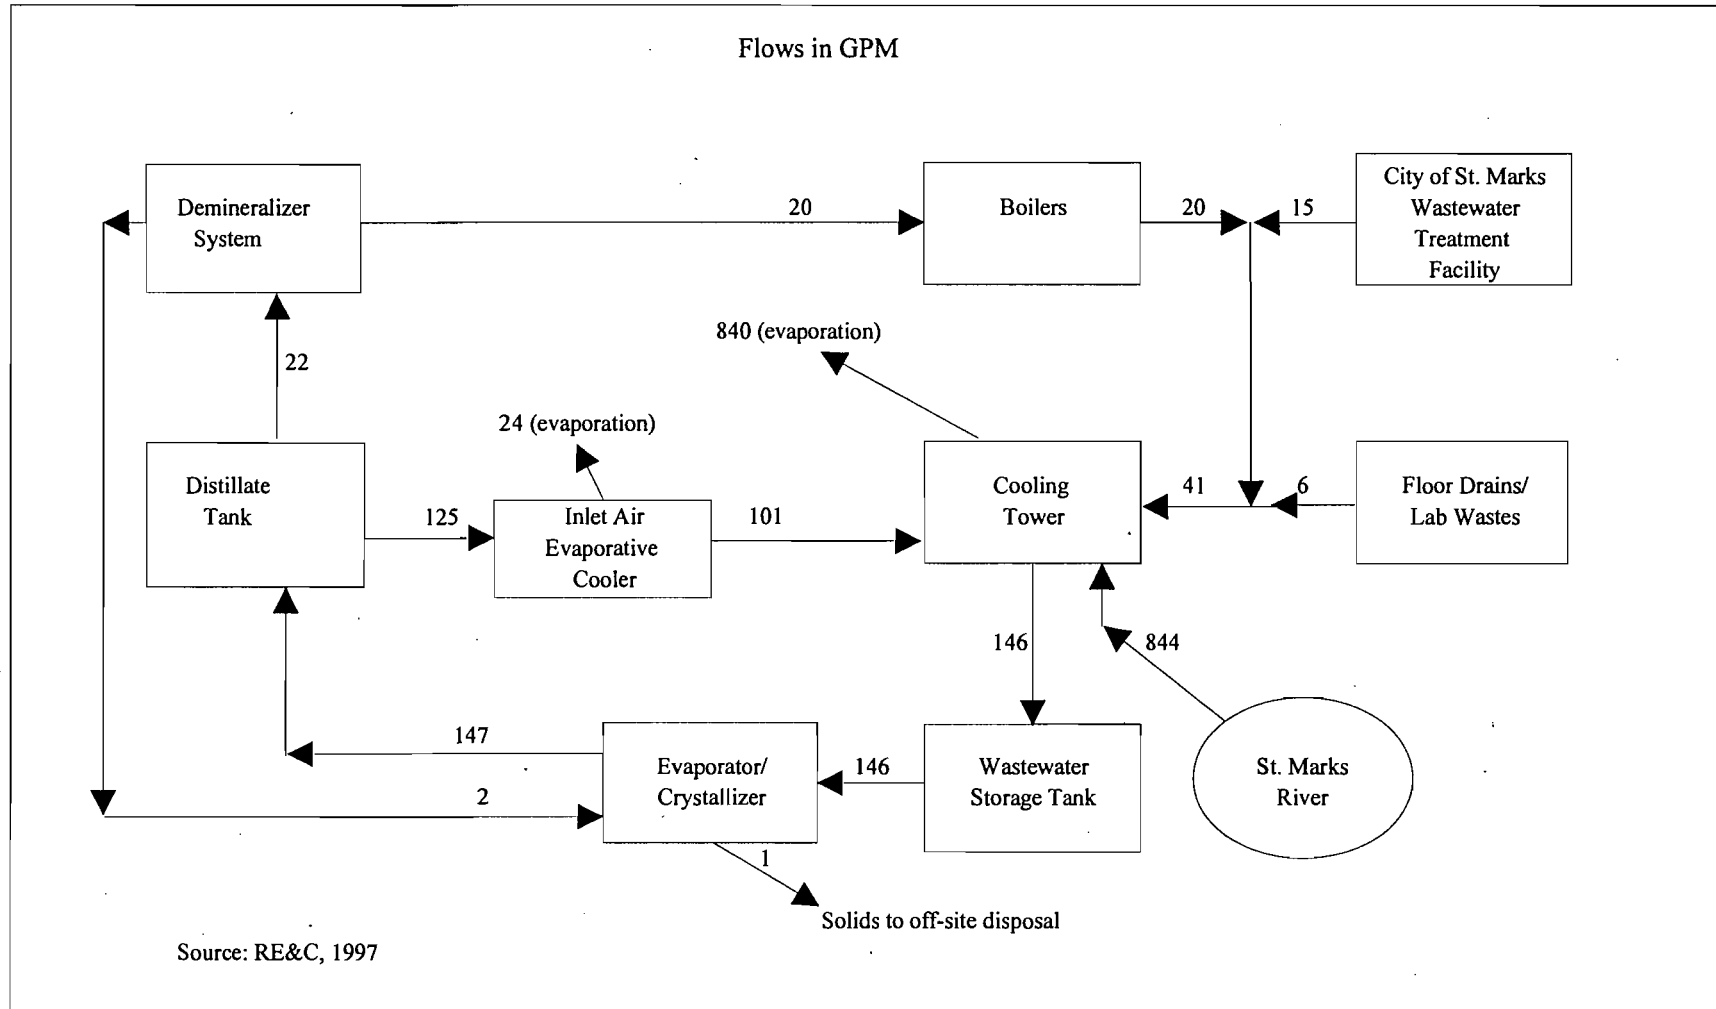 Flows in GPM
Demineralizer
System
20
Boilers
20
15
City of St. Marks
Wastewater
Treatment
Facility
22
840 (evaporation)
24 (evaporation)
Distillate
Tank
125
Inlet Air
Evaporative
Cooler
101
Cooling
Tower
41
6
Floor Drains/
Lab Wastes
146
844
147
2
Evaporator/
Crystallizer
146
Wastewater
Storage Tank
St. Marks
River
1
Solids to off-site disposal
Source: RE&C, 1997